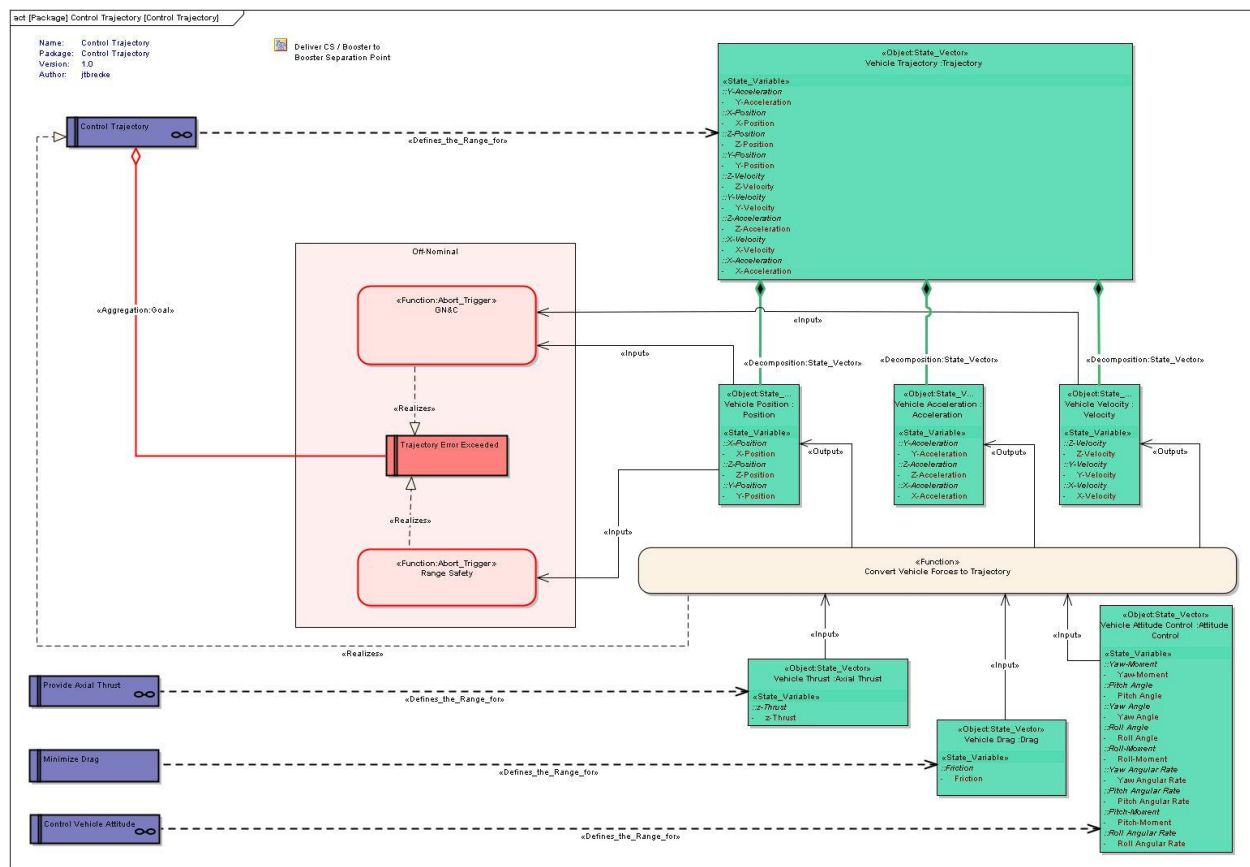 act [Package] Control Trajectory [Control Trajectory]
Name: Control Trajectory
Package: Control Trajectory
Version: 1.0
Author: jtbrecke
Deliver CS / Booster to
Booster Separation Point
«Object:State_Vector»
Vehicle Trajectory :Trajectory
«State_Variable»
::Y-Acceleration
- Y-Acceleration
::X-Position
- X-Position
::Z-Position
- Z-Position
::Y-Position
- Y-Position
::Z-Velocity
- Z-Velocity
::Y-Velocity
- Y-Velocity
::Z-Acceleration
- Z-Acceleration
::X-Velocity
- X-Velocity
::X-Acceleration
- X-Acceleration
Control Trajectory
«Defines_the_Range_for»
Off-Nominal
«Function:Abort_Trigger»
GN&C
«Aggregation:Goal»
«Input»
«Input»
«Decomposition:State_Vector»
«Decomposition:State_Vector»
«Decomposition:State_Vector»
«Realizes»
Trajectory Error Exceeded
«Realizes»
«Function:Abort_Trigger»
Range Safety
«Input»
«Object:State_...
Vehicle Position :
Position
«State_Variable»
::X-Position
- X-Position
::Z-Position
- Z-Position
::Y-Position
- Y-Position
«Output»
«Object:State_V...
Vehicle Acceleration :
Acceleration
«State_Variable»
::Y-Acceleration
- Y-Acceleration
::Z-Acceleration
- Z-Acceleration
::X-Acceleration
- X-Acceleration
«Output»
«Object:State_...
Vehicle Velocity :
Velocity
«State_Variable»
::Z-Velocity
- Z-Velocity
::Y-Velocity
- Y-Velocity
::X-Velocity
- X-Velocity
«Output»
«Function»
Convert Vehicle Forces to Trajectory
«Realizes»
«Input»
«Input»
«Input»
Provide Axial Thrust
«Defines_the_Range_for»
«Object:State_Vector»
Vehicle Thrust :Axial Thrust
«State_Variable»
::z-Thrust
- z-Thrust
Minimize Drag
«Defines_the_Range_for»
«Object:State_Vector»
Vehicle Drag :Drag
«State_Variable»
::Friction
- Friction
Control Vehicle Attitude
«Defines_the_Range_for»
«Object:State_Vector»
Vehicle Attitude Control :Attitude
Control
«State_Variable»
::Yaw-Moment
- Yaw-Moment
::Pitch Angle
- Pitch Angle
::Yaw Angle
- Yaw Angle
::Roll Angle
- Roll Angle
::Roll-Moment
- Roll-Moment
::Yaw Angular Rate
- Yaw Angular Rate
::Pitch Angular Rate
- Pitch Angular Rate
::Pitch-Moment
- Pitch-Moment
::Roll Angular Rate
- Roll Angular Rate